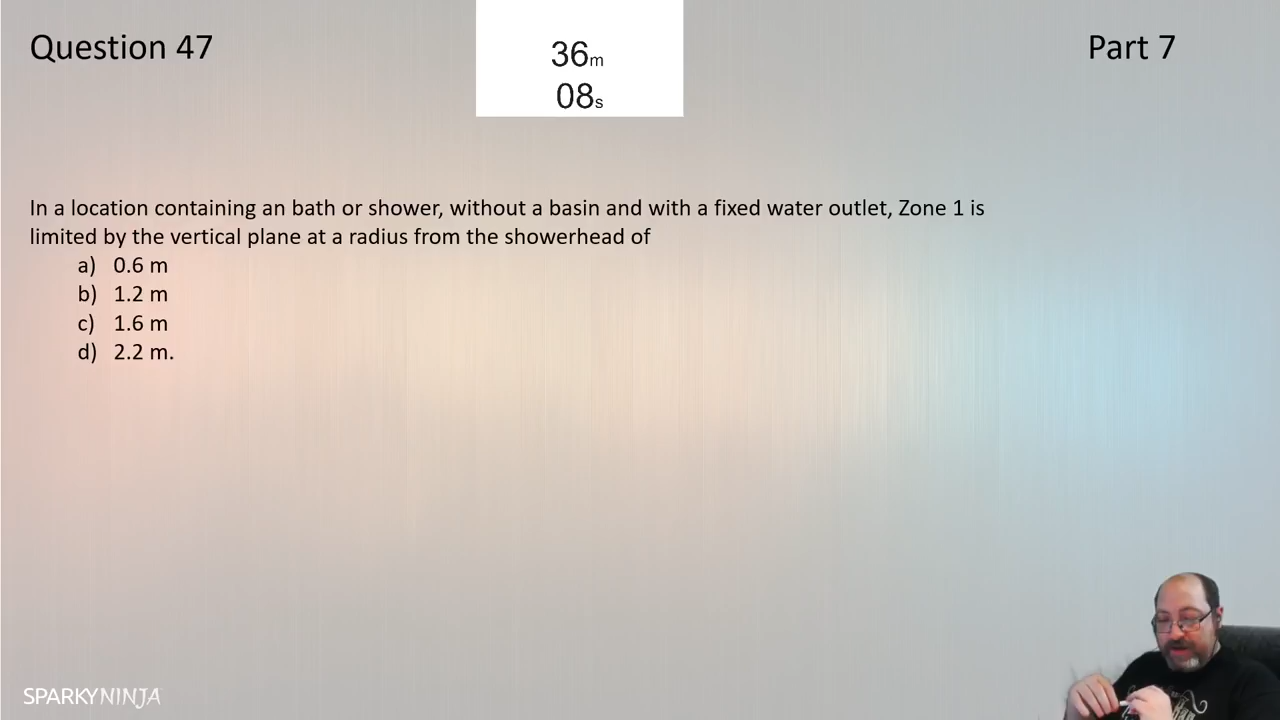 Question 47
36m
08s
Part 7
In a location containing an bath or shower, without a basin and with a fixed water outlet, Zone 1 is
limited by the vertical plane at a radius from the showerhead of
a) 0.6 m
b) 1.2 m
c) 1.6 m
d) 2.2 m.
SPARKYNINJA